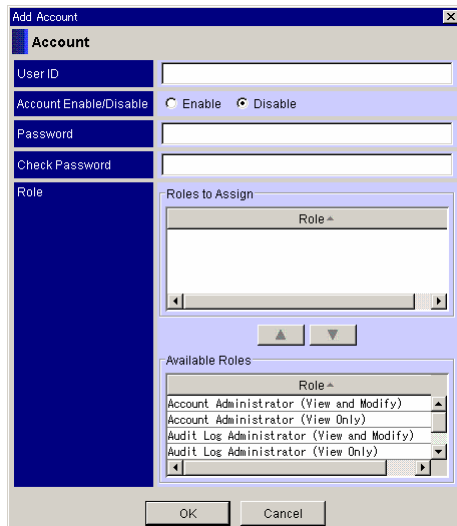 Add Account
Account
User ID
Account Enable/Disable
Enable
Disable
Password
Check Password
Role
Roles to Assign
Role
Available Roles
Role
Account Administrator (View and Modify)
Account Administrator (View Only)
Audit Log Administrator (View and Modify)
Audit Log Administrator (View Only)
OK
Cancel